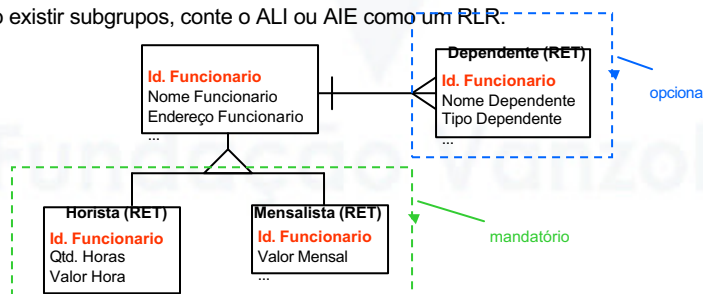 o existir subgrupos, conte o ALI ou AIE como um RLR.
Id. Funcionario
Nome Funcionario
Endereço Funcionario
...
Dependente (RET)
Id. Funcionario
Nome Dependente
Tipo Dependente
...
opciona
Horista (RET)
Id. Funcionario
Qtd. Horas
Valor Hora
Mensalista (RET)
Id. Funcionario
Valor Mensal
...
mandatório
Fundação Vanzol